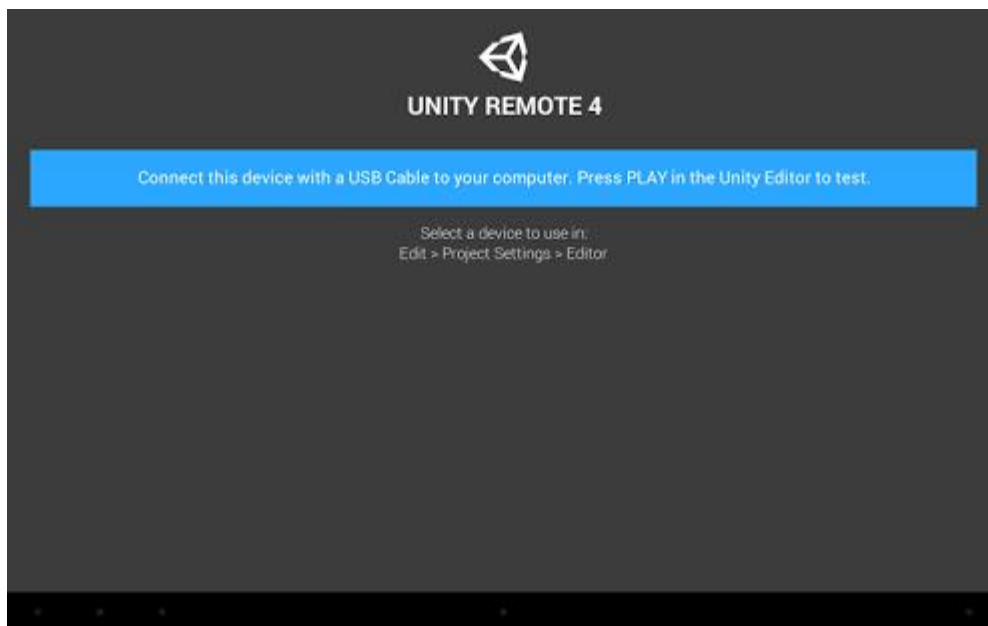 UNITY REMOTE 4
Connect this device with a USB Cable to your computer. Press PLAY in the Unity Editor to test.
Select a device to use in:
Edit > Project Settings > Editor